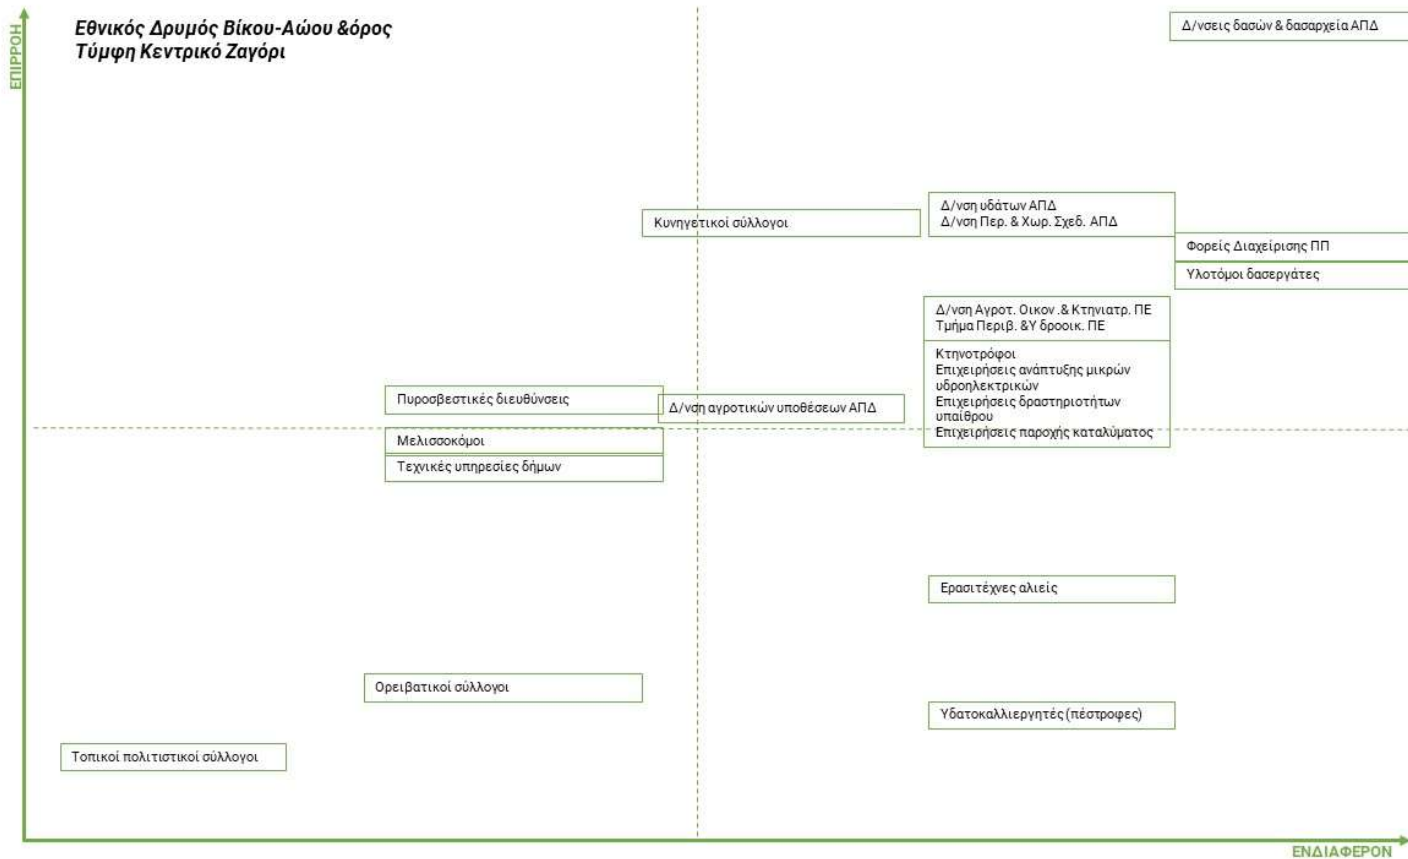 ΕΠΙΡΡΟΗ
Εθνικός Δρυμός Βίκου-Αώου &όρος
Τύμφη Κεντρικό Ζαγόρι
Δ/νσεις δασών & δασαρχεία ΑΠΔ
Κυνηγετικοί σύλλογοι
Δ/νση υδάτων ΑΠΔ
Δ/νση Περ. & Χωρ. Σχεδ. ΑΠΔ
Φορείς Διαχείρισης ΠΠ
Υλοτόμοι δασεργάτες
Δ/νση Αγροτ. Οικον .& Κτηνιατρ. ΠΕ
Τμήμα Περιβ. &Υ δροοικ. ΠΕ
Κτηνοτρόφοι
Επιχειρήσεις ανάπτυξης μικρών
υδροηλεκτρικών
Επιχειρήσεις δραστηριοτήτων
υπαίθρου
Επιχειρήσεις παροχής καταλύματος
Πυροσβεστικές διευθύνσεις
Δ/νση αγροτικών υποθέσεων ΑΠΔ
Μελισσοκόμοι
Τεχνικές υπηρεσίες δήμων
Ερασιτέχνες αλιείς
Ορειβατικοί σύλλογοι
Υδατοκαλλιεργητές (πέστροφες)
Τοπικοί πολιτιστικοί σύλλογοι
ΕΝΔΙΑΦΕΡΟΝ